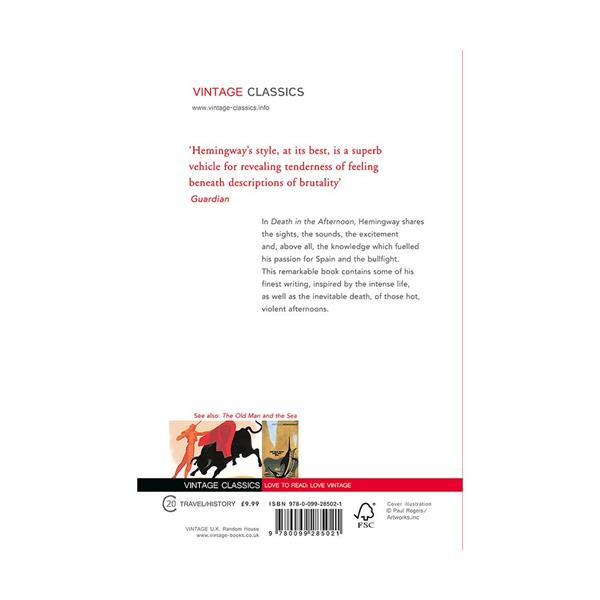 VINTAGE CLASSICS
www.vintage-classics.info
‘Hemingway’s style, at its best, is a superb
vehicle for revealing tenderness of feeling
beneath descriptions of brutality’
Guardian
In Death in the Afternoon, Hemingway shares
the sights, the sounds, the excitement
and, above all, the knowledge which fuelled
his passion for Spain and the bullfight.
This remarkable book contains some of his
finest writing, inspired by the intense life,
as well as the inevitable death, of those hot,
violent afternoons.
See also: The Old Man and the Sea
VINTAGE CLASSICS LOVE TO READ: LOVE VINTAGE
20 TRAVEL/HISTORY £9.99
VINTAGE U.K. Random House
www.vintage-books.co.uk
ISBN 978-0-099-28502-1
9 780099 285021
FSC
Cover illustration
© Paul Rogers/
Artworks.inc